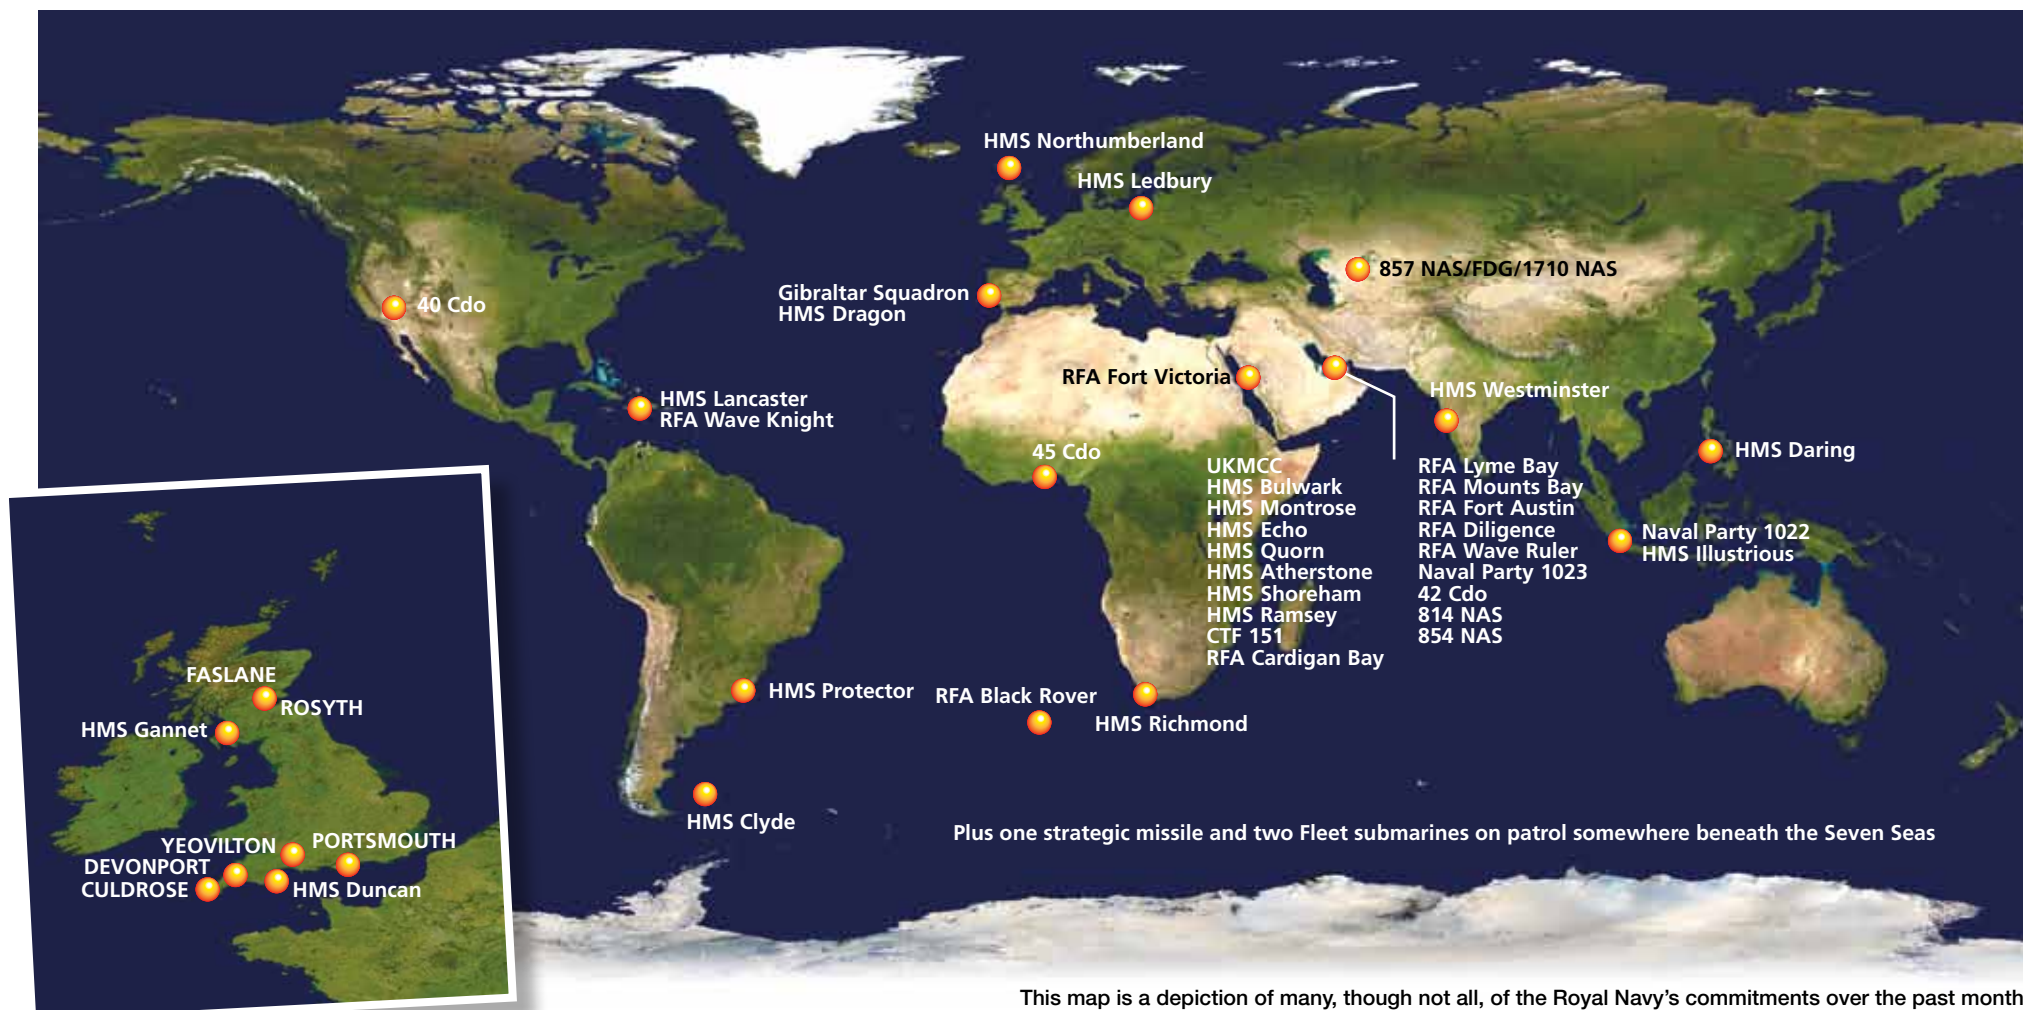 HMS Northumberland
HMS Ledbury
857 NAS/FDG/1710 NAS
Gibraltar Squadron
HMS Dragon
40 Cdo
RFA Fort Victoria
HMS Westminster
HMS Lancaster
RFA Wave Knight
45 Cdo
HMS Daring
UKMCC
HMS Bulwark
HMS Montrose
HMS Echo
HMS Quorn
HMS Atherstone
HMS Shoreham
HMS Ramsey
CTF 151
RFA Cardigan Bay
RFA Lyme Bay
RFA Mounts Bay
RFA Fort Austin
RFA Diligence
RFA Wave Ruler
Naval Party 1023
42 Cdo
814 NAS
854 NAS
Naval Party 1022
HMS Illustrious
HMS Protector
RFA Black Rover
HMS Richmond
HMS Clyde
FASLANE
ROSYTH
HMS Gannet
YEOVILTON
PORTSMOUTH
DEVONPORT
CULDROSE
HMS Duncan
Plus one strategic missile and two Fleet submarines on patrol somewhere beneath the Seven Seas
This map is a depiction of many, though not all, of the Royal Navy's commitments over the past month